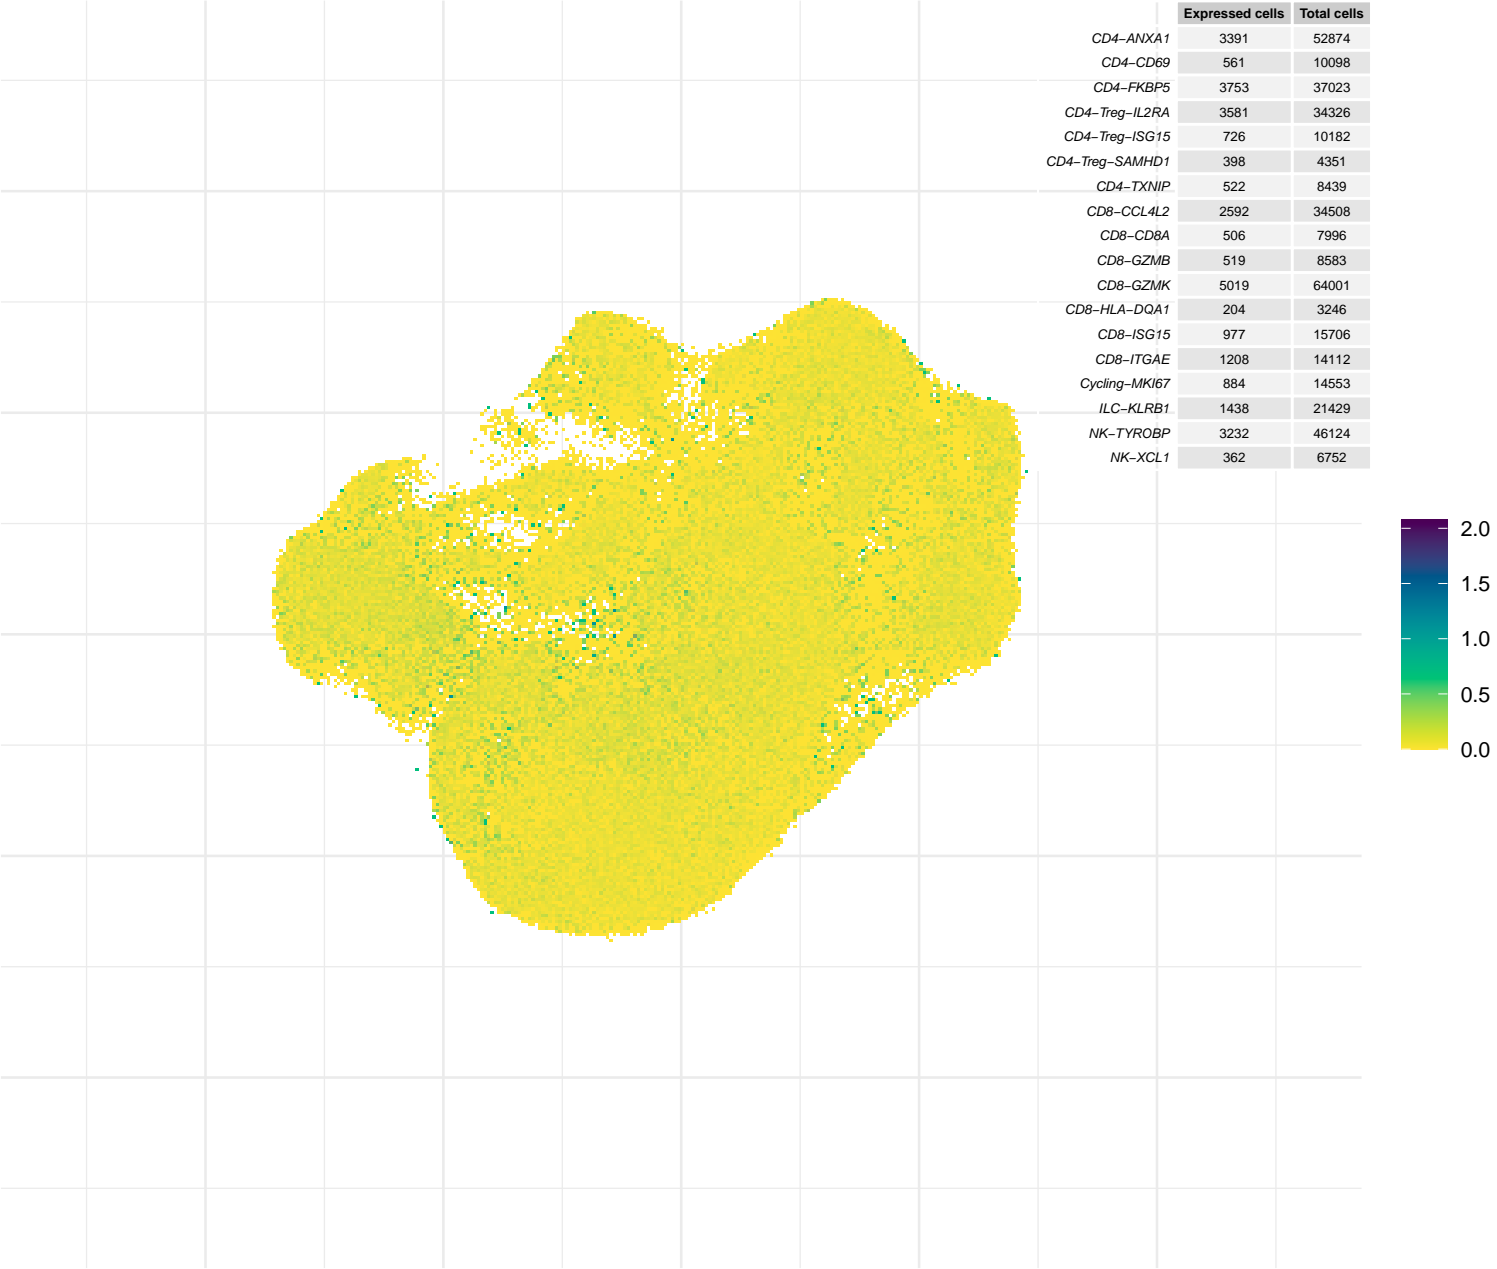 Expressed cells Total cells
CD4−ANXA1 3391 52874
CD4−CD69 561 10098
CD4−FKBP5 3753 37023
CD4−Treg−IL2RA 3581 34326
CD4−Treg−ISG15 726 10182
CD4−Treg−SAMHD1 398 4351
CD4−TXNIP 522 8439
CD8−CCL4L2 2592 34508
CD8−CD8A 506 7996
CD8−GZMB 519 8583
CD8−GZMK 5019 64001
CD8−HLA−DQA1 204 3246
CD8−ISG15 977 15706
CD8−ITGAE 1208 14112
Cycling−MKI67 884 14553
ILC−KLRB1 1438 21429
NK−TYROBP 3232 46124
NK−XCL1 362 6752
2.0
1.5
1.0
0.5
0.0